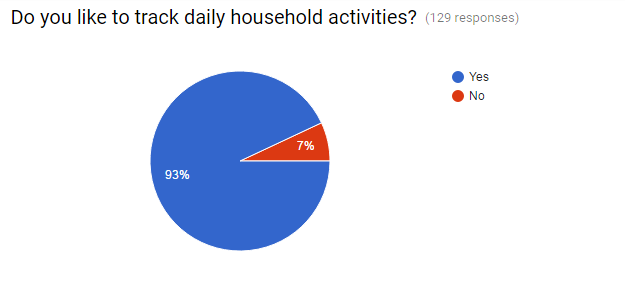 Do you like to track daily household activities? (129 responses)
Yes
No
7%
93%